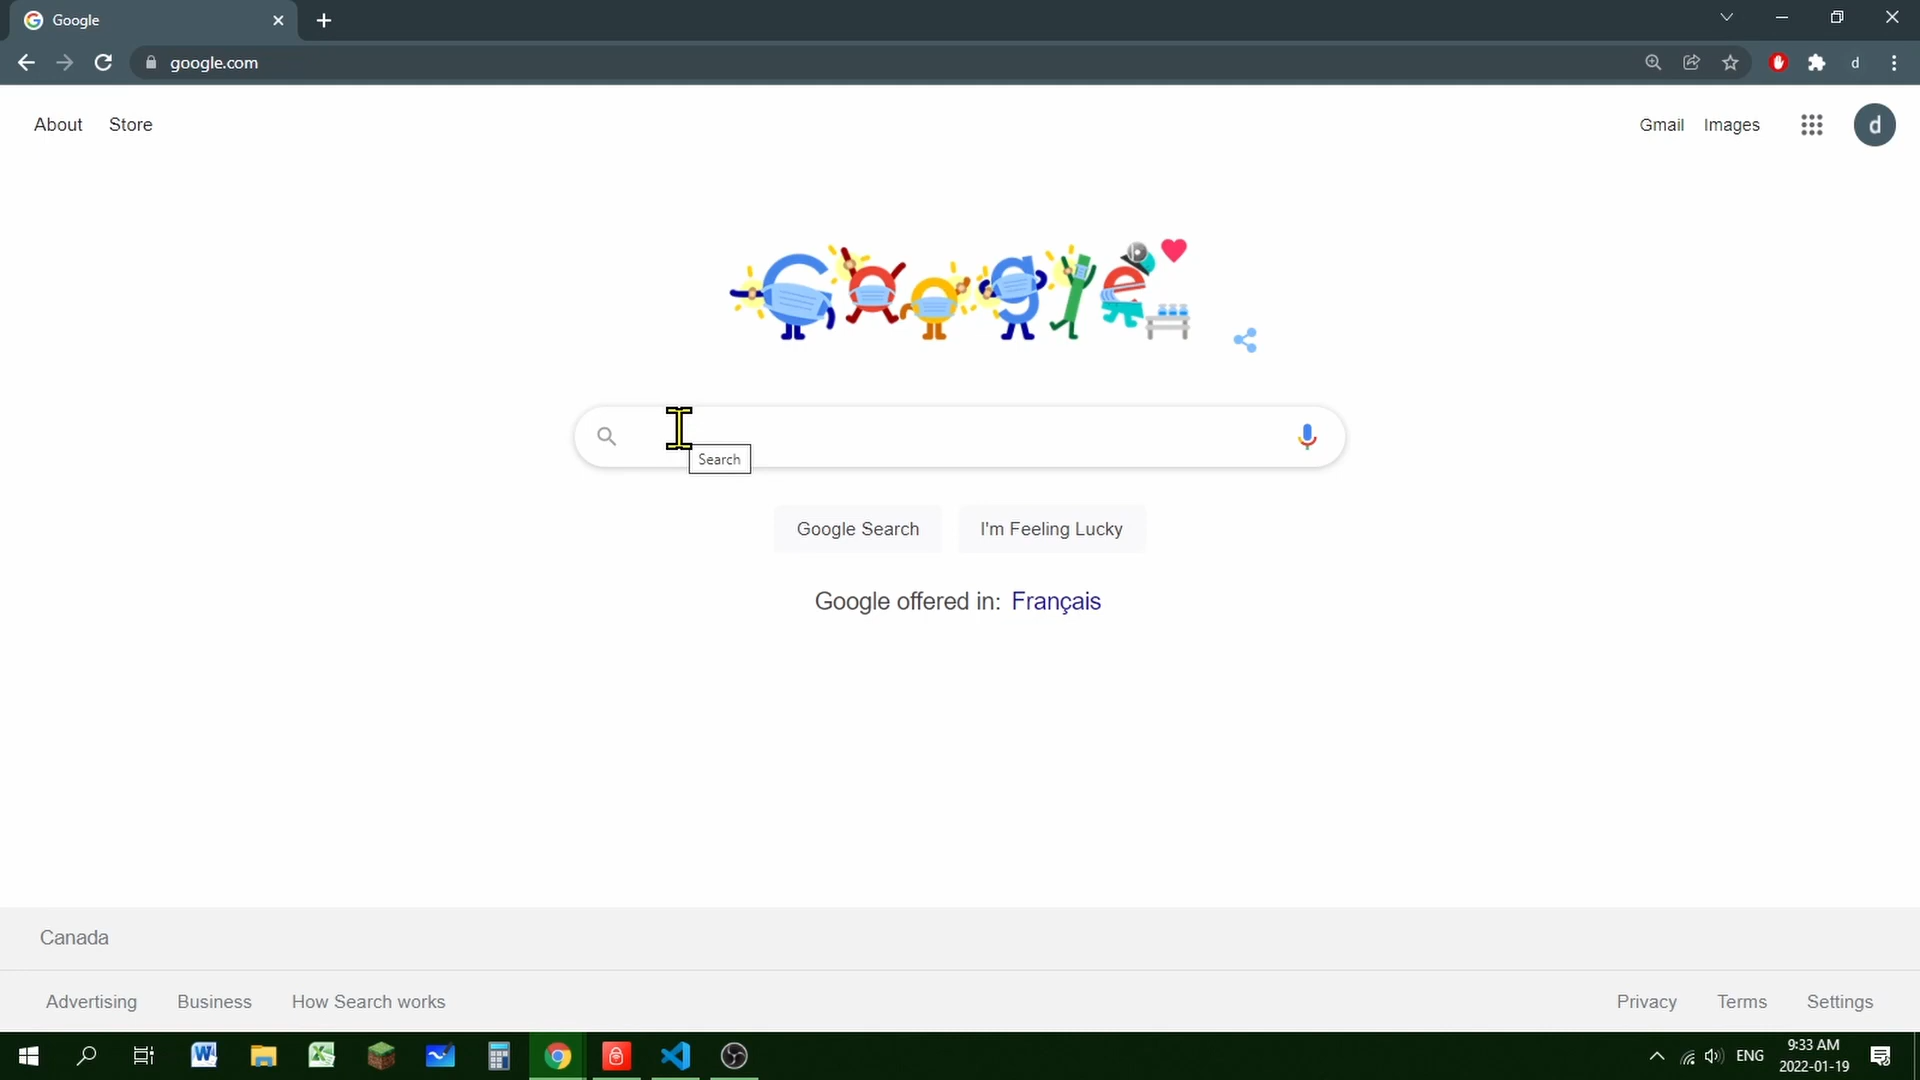 Google
google.com
d
About
Store
Gmail
Images
d
Google
Search
Google Search
I'm Feeling Lucky
Google offered in: Français
Canada
Advertising
Business
How Search works
Privacy
Terms
Settings
ENG
9:33 AM
2022-01-19